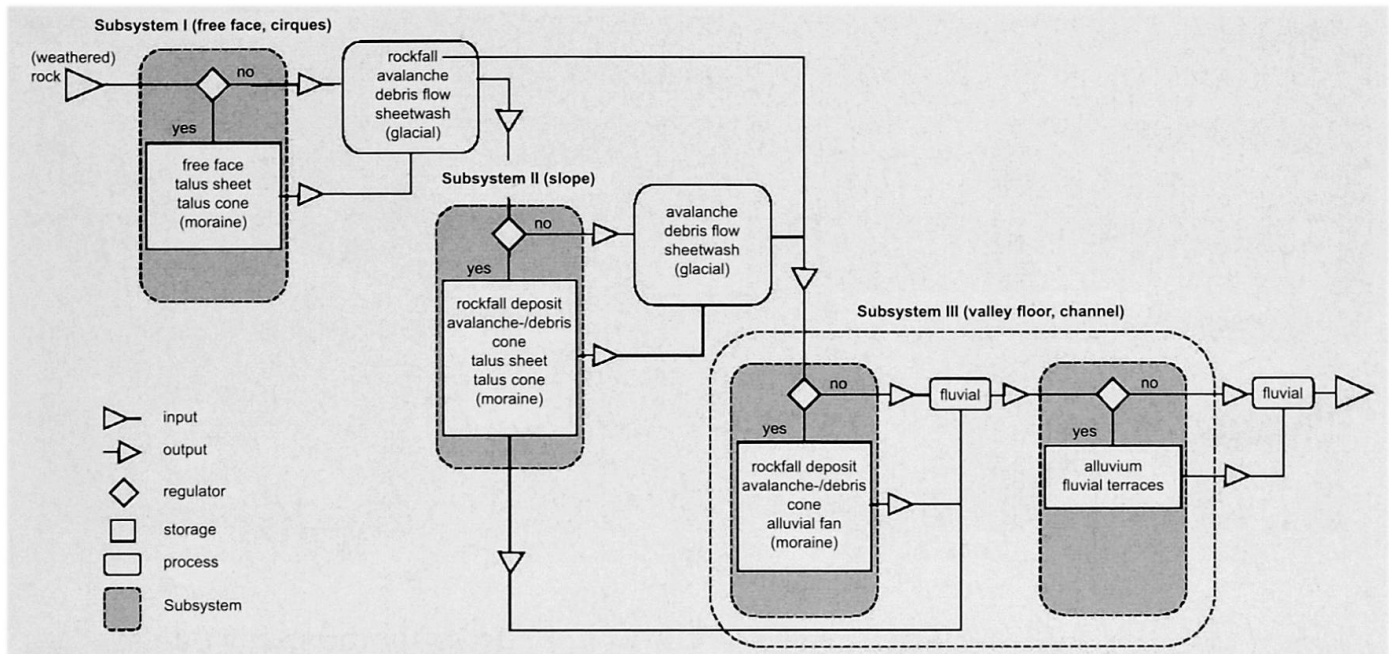 Subsystem I (free face, cirques)
(weathered)
rock
no
yes
free face
talus sheet
talus cone
(moraine)
rockfall
avalanche
debris flow
sheetwash
(glacial)
Subsystem II (slope)
no
yes
rockfall deposit
avalanche-/debris
cone
talus sheet
talus cone
(moraine)
avalanche
debris flow
sheetwash
(glacial)
Subsystem III (valley floor, channel)
no
yes
rockfall deposit
avalanche-/debris
cone
alluvial fan
(moraine)
fluvial
no
yes
alluvium
fluvial terraces
fluvial
input
output
regulator
storage
process
Subsystem